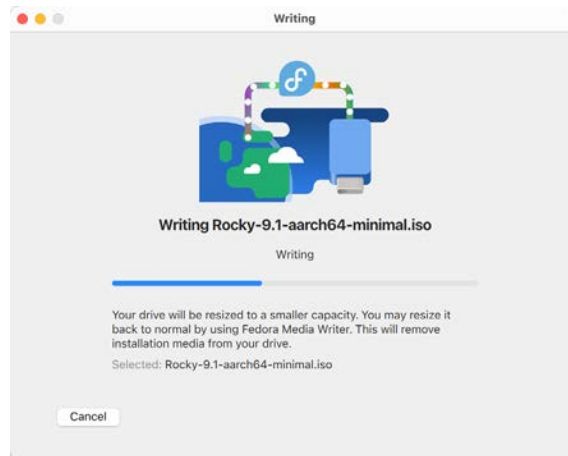 Writing
Writing Rocky-9.1-aarch64-minimal.iso
Writing
Your drive will be resized to a smaller capacity. You may resize it
back to normal by using Fedora Media Writer. This will remove
installation media from your drive.
Selected: Rocky-9.1-aarch64-minimal.iso
Cancel